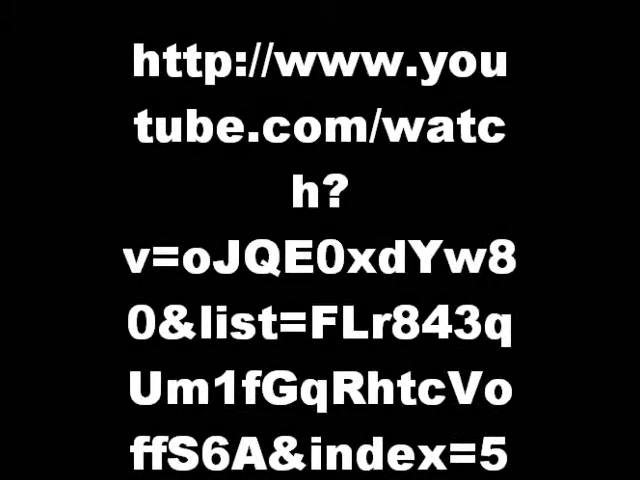 http://www.you
tube.com/watc
h?
v=oJQE0xdYw8
0&list=FLr843q
Um1fGqRhtcVo
ffS6A&index=5